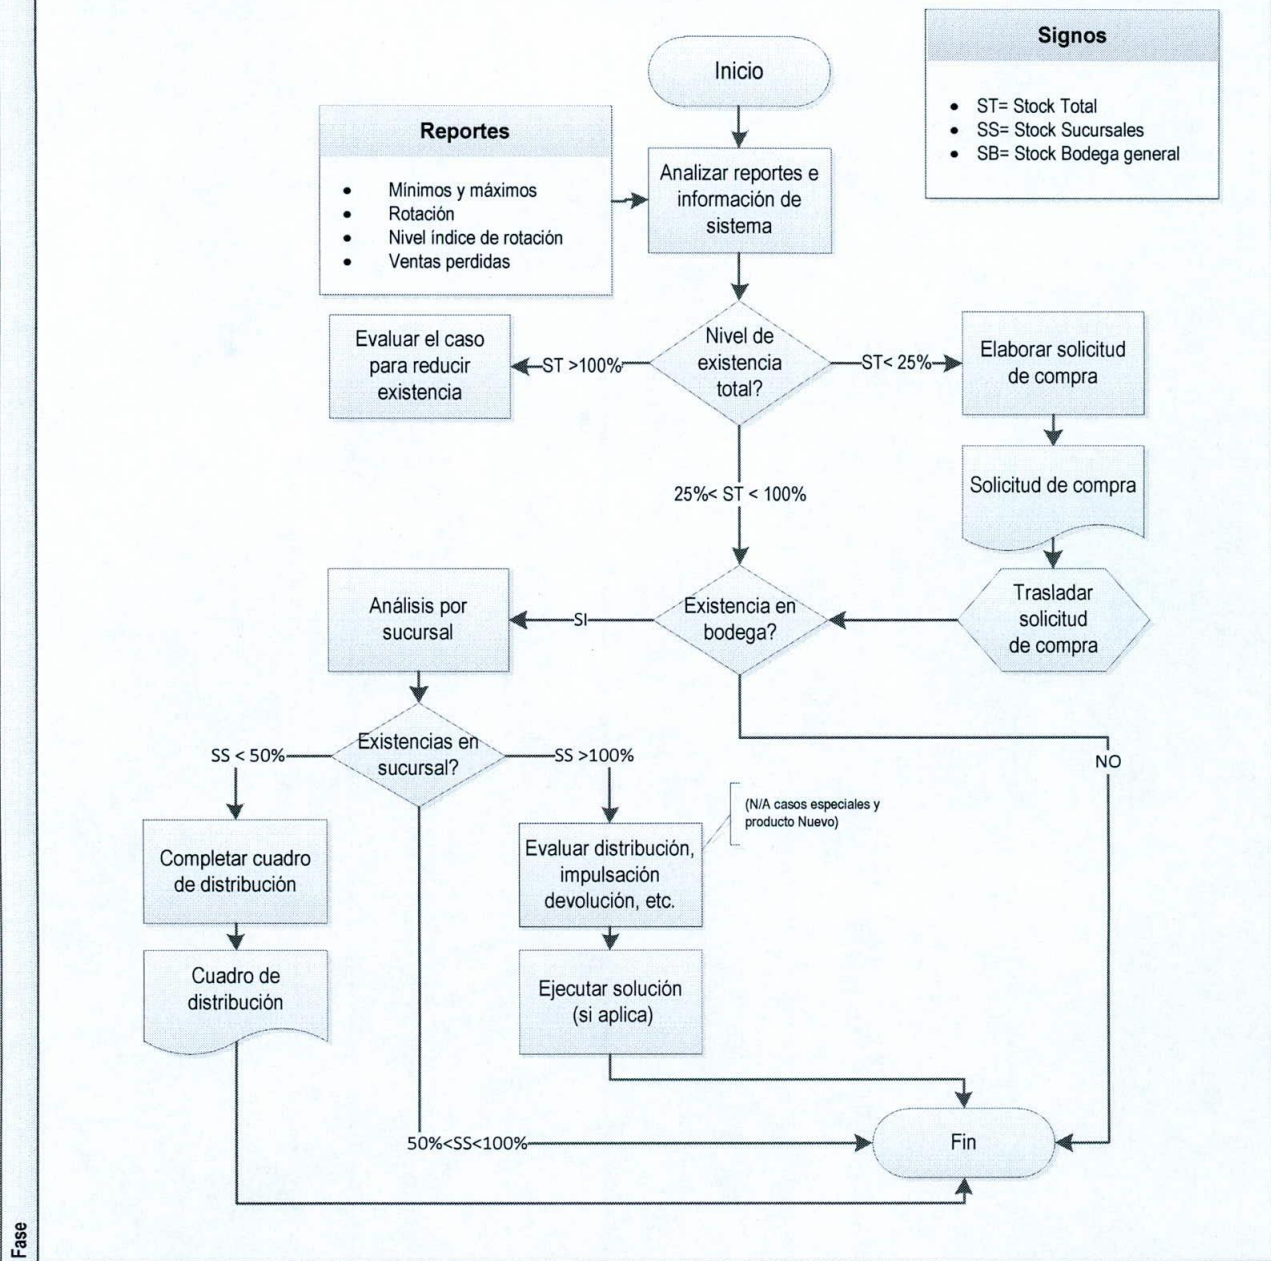 Signos
ST= Stock Total
SS= Stock Sucursales
SB= Stock Bodega general
Inicio
Reportes
Mínimos y máximos
Rotación
Nivel índice de rotación
Ventas perdidas
Analizar reportes e
información de
sistema
Evaluar el caso
para reducir
existencia
ST >100%
Nivel de
existencia
total?
ST< 25%
Elaborar solicitud
de compra
Solicitud de compra
25%< ST < 100%
Trasladar
solicitud
de compra
Existencia en
bodega?
SI
Análisis por
sucursal
NO
SS < 50%
Existencias en
sucursal?
SS >100%
(N/A casos especiales y
producto Nuevo)
Completar cuadro
de distribución
Evaluar distribución,
impulsación
devolución, etc.
Cuadro de
distribución
Ejecutar solución
(si aplica)
50%<SS<100%
Fin
Fase